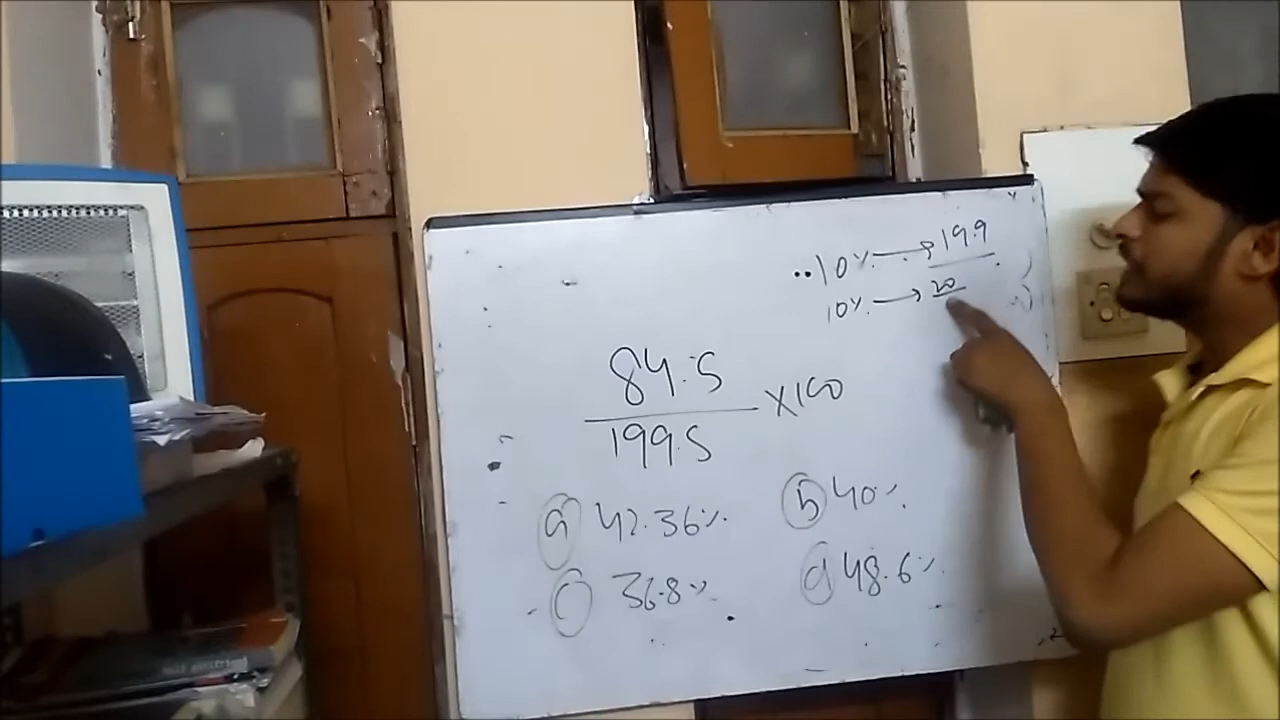 10% → 19.9
10% → 20
84.5
199.5
×100
a 42.36%
b 40%
c 36.8%
d 48.6%